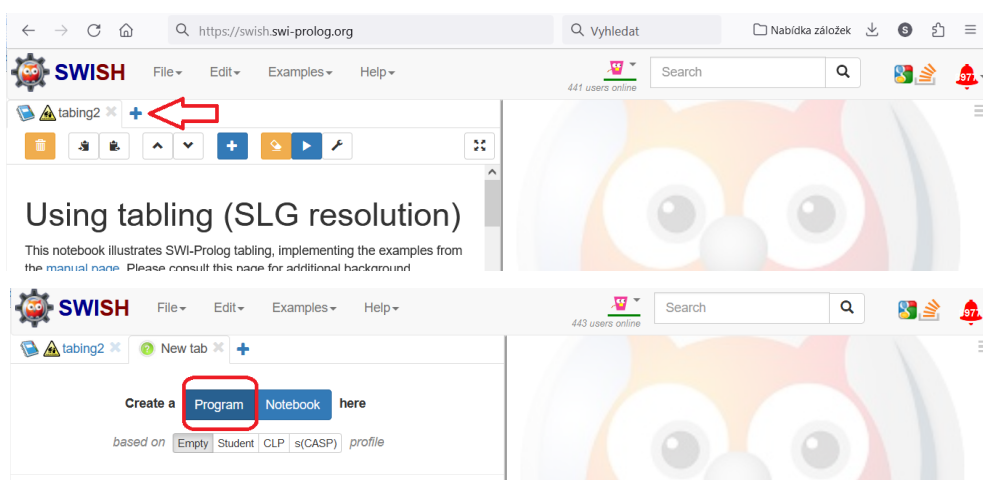 https://swish.swi-prolog.org Vyhledat Nabídka záložek S
SWISH File Edit Examples Help 441 users online Search 977
tabing2
Using tabling (SLG resolution)
This notebook illustrates SWI-Prolog tabling, implementing the examples from
the manual page. Please consult this page for additional background
SWISH File Edit Examples Help 443 users online Search 977
tabing2 New tab
Create a Program Notebook here
based on Empty Student CLP s(CASP) profile